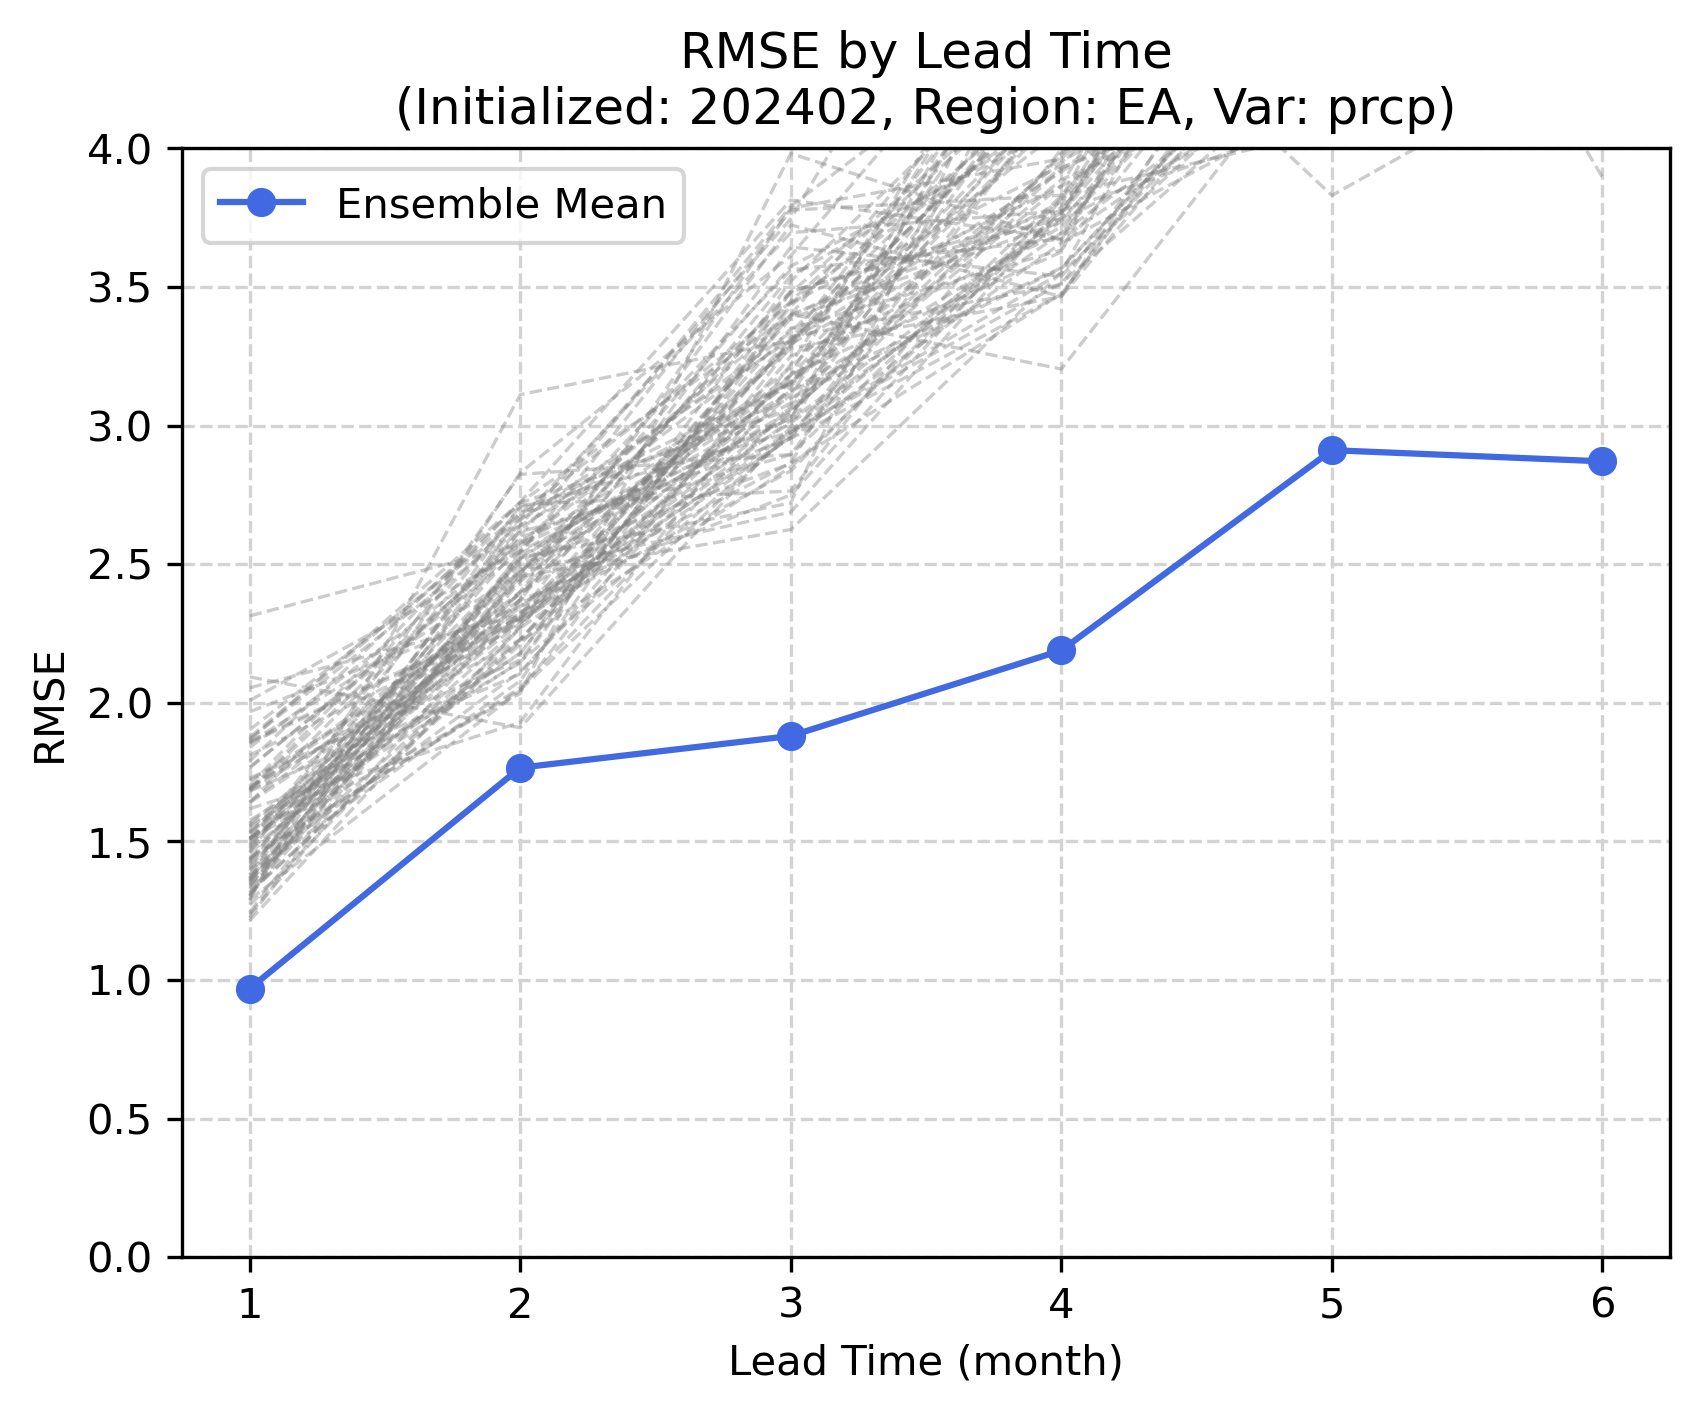 RMSE by Lead Time
(Initialized: 202402, Region: EA, Var: prcp)
Ensemble Mean
RMSE
4.0
3.5
3.0
2.5
2.0
1.5
1.0
0.5
0.0
1 2 3 4 5 6
Lead Time (month)